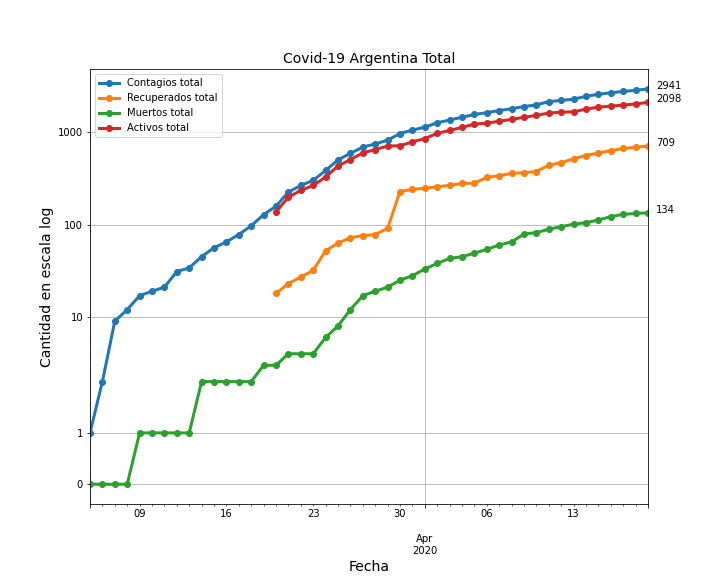 Covid-19 Argentina Total
Contagios total
Recuperados total
Muertos total
Activos total
2941
2098
709
134
1000
100
10
1
0
Cantidad en escala log
09
16
23
30
06
13
Apr
2020
Fecha